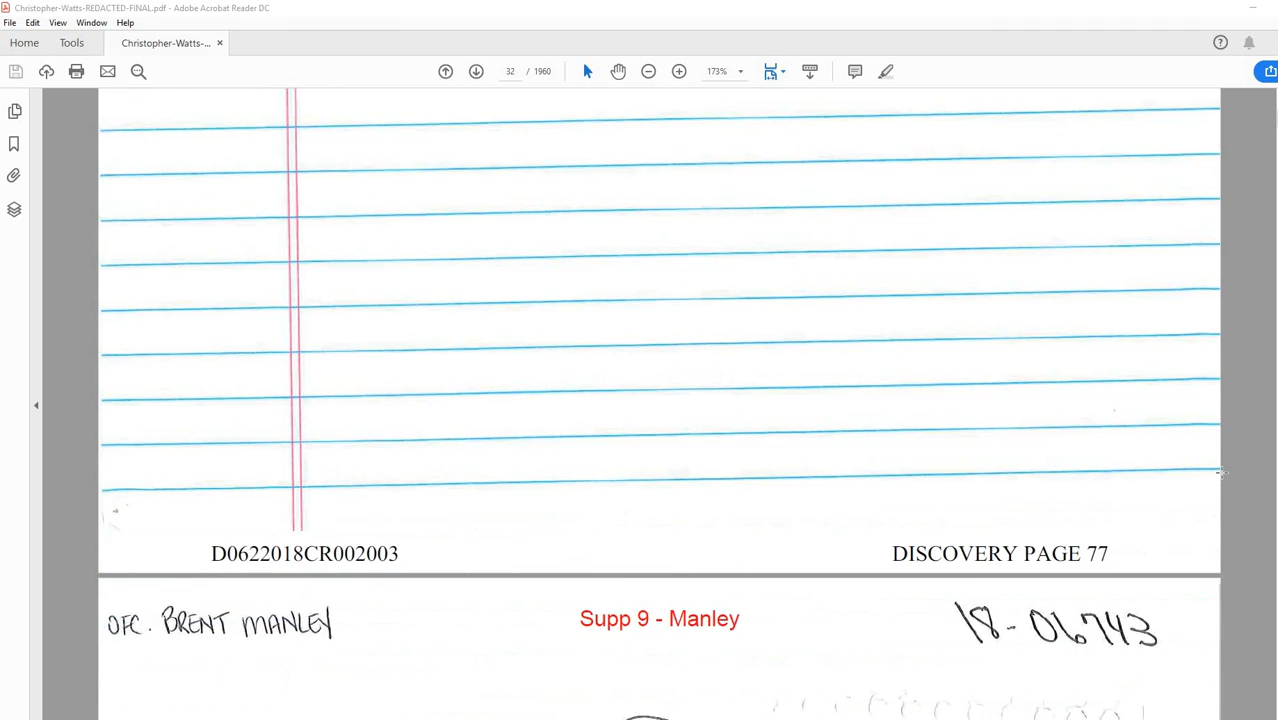 Christopher-Watts-REDACTED-FINAL.pdf - Adobe Acrobat Reader DC
File Edit View Window Help
Home Tools Christopher-Watts-... ×
32 / 1960 173%
D0622018CR002003 DISCOVERY PAGE 77
OFC. BRENT MANLEY Supp 9 - Manley 18-06743